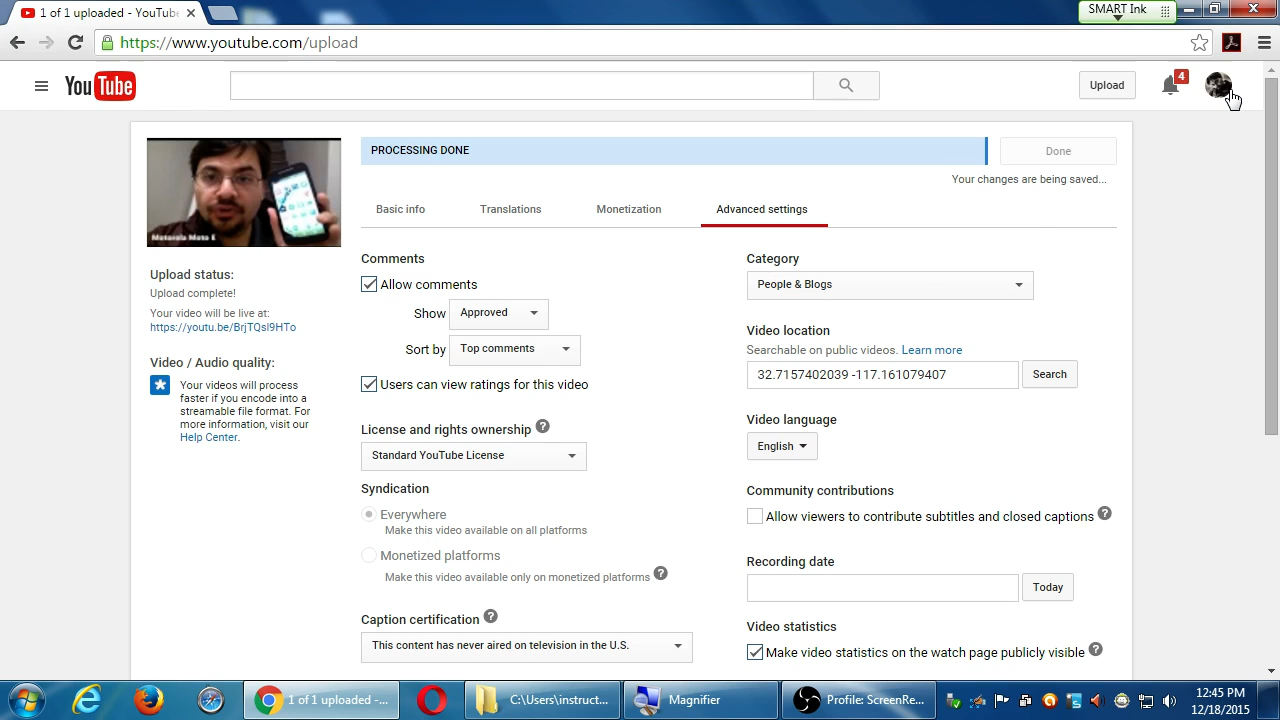 1 of 1 uploaded - YouTube
SMART Ink
https://www.youtube.com/upload
YouTube
Upload
4
PROCESSING DONE
Done
Your changes are being saved...
Basic info
Translations
Monetization
Advanced settings
Motorola Moto E
Upload status:
Upload complete!
Your video will be live at:
https://youtu.be/BrjTQsl9HTo
Video / Audio quality:
Your videos will process
faster if you encode into a
streamable file format. For
more information, visit our
Help Center.
Comments
Allow comments
Show
Approved
Sort by
Top comments
Users can view ratings for this video
License and rights ownership ?
Standard YouTube License
Syndication
Everywhere
Make this video available on all platforms
Monetized platforms
Make this video available only on monetized platforms ?
Caption certification ?
This content has never aired on television in the U.S.
Category
People & Blogs
Video location
Searchable on public videos. Learn more
32.7157402039 -117.161079407
Search
Video language
English
Community contributions
Allow viewers to contribute subtitles and closed captions ?
Recording date
Today
Video statistics
Make video statistics on the watch page publicly visible ?
1 of 1 uploaded -...
C:\Users\instruct...
Magnifier
Profile: ScreenRe...
12:45 PM
12/18/2015